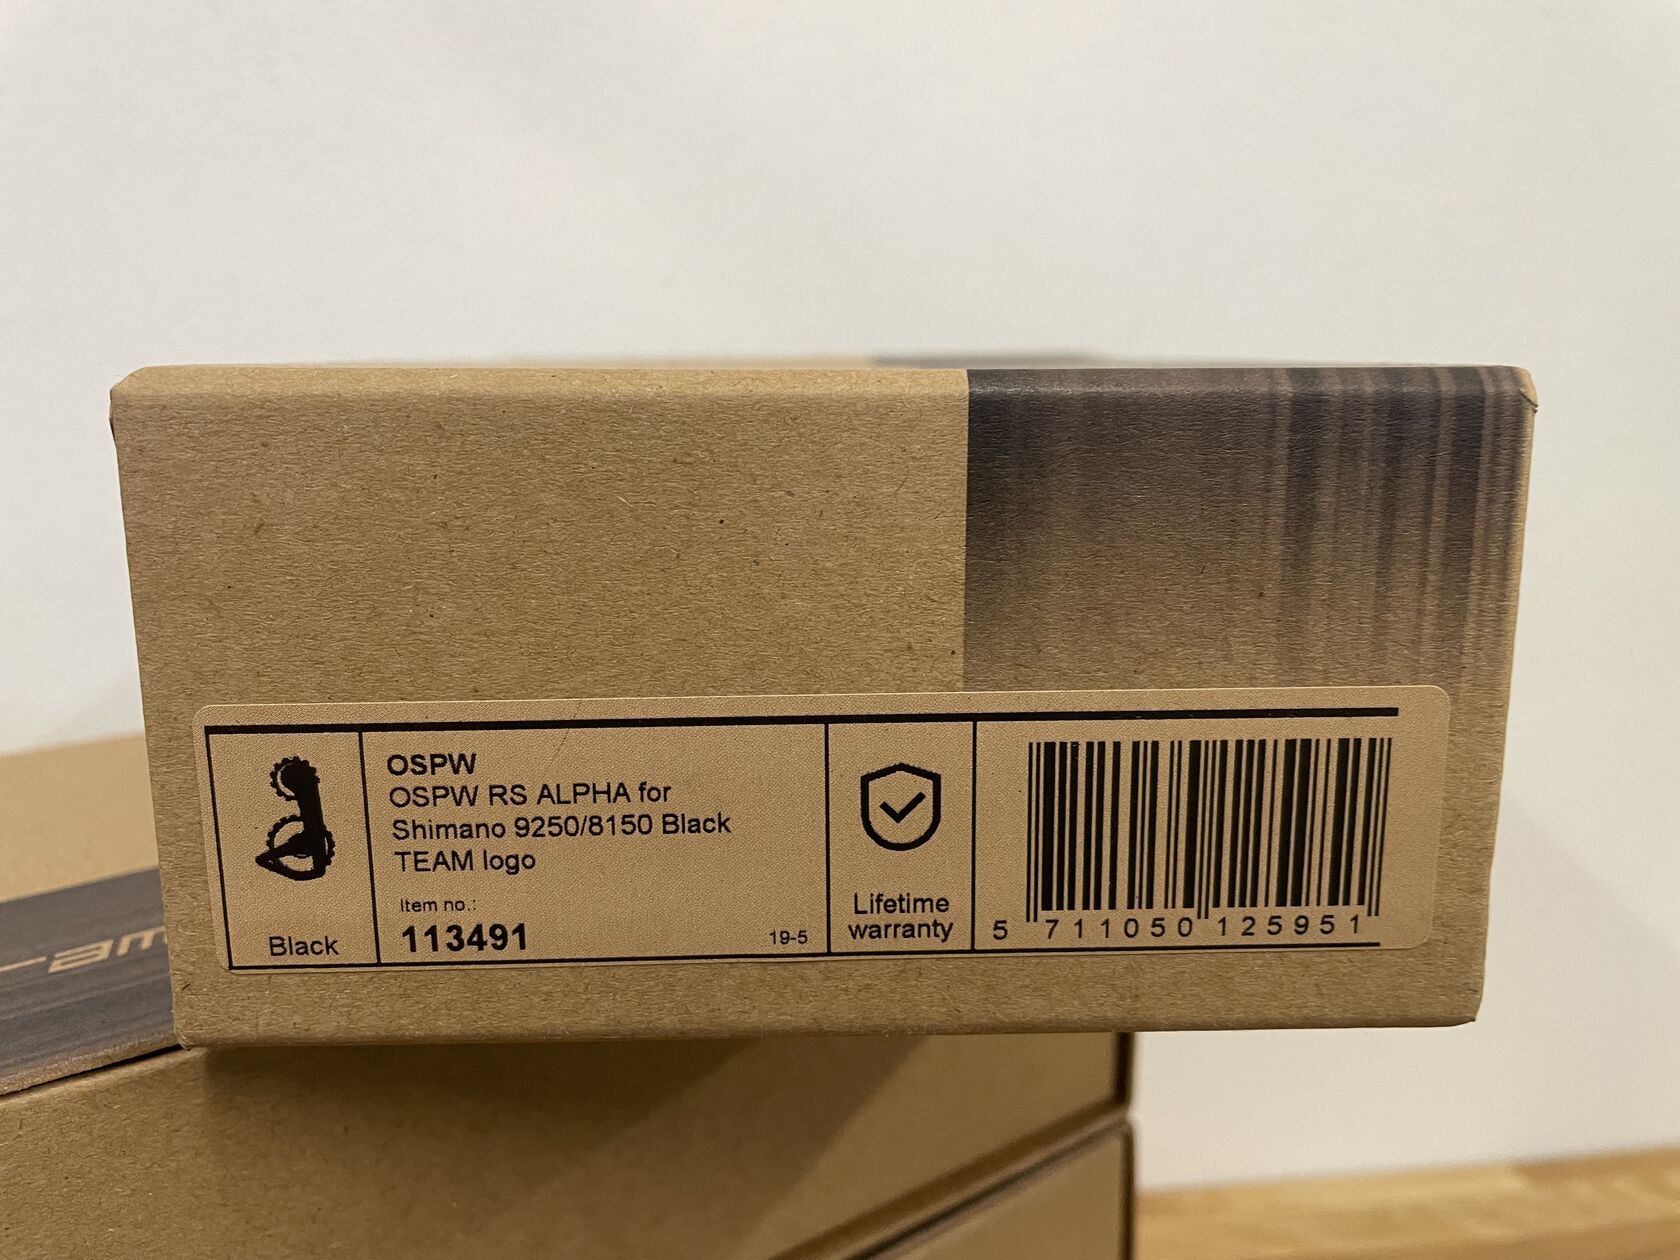 OSPW
OSPW RS ALPHA for
Shimano 9250/8150 Black
TEAM logo
Item no.:
113491
19-5
Black
Lifetime
warranty
5 711050 125951